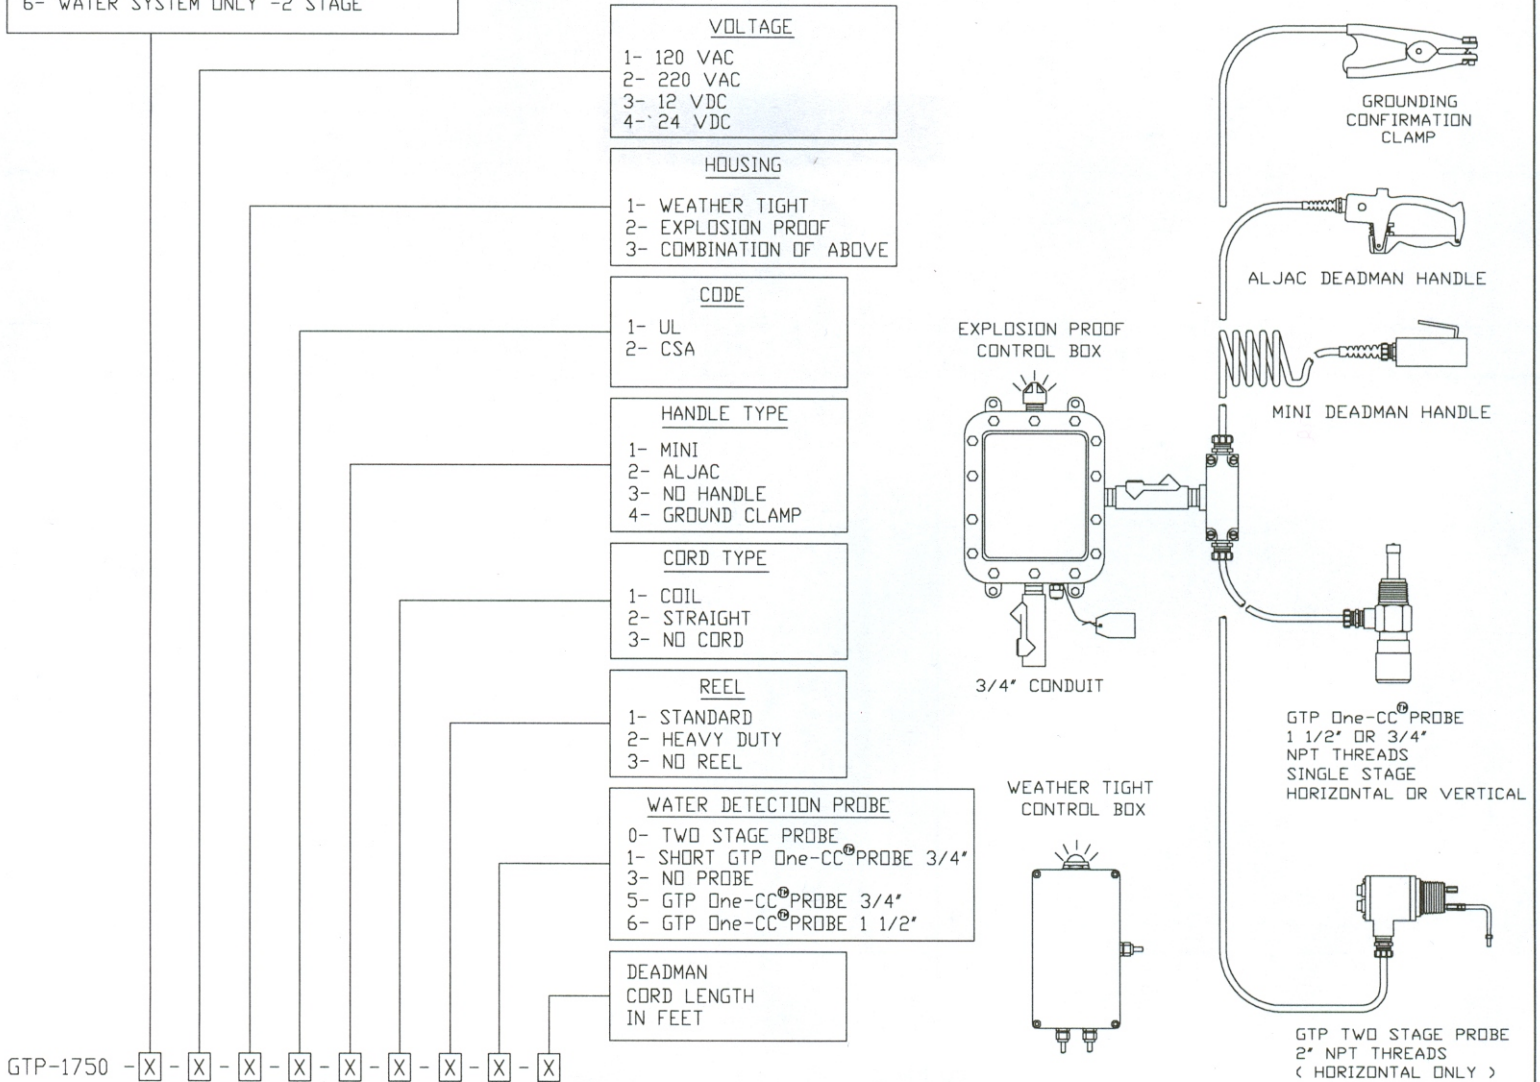 6- WATER SYSTEM ONLY -2 STAGE
VOLTAGE
1- 120 VAC
2- 220 VAC
3- 12 VDC
4- 24 VDC
HOUSING
1- WEATHER TIGHT
2- EXPLOSION PROOF
3- COMBINATION OF ABOVE
CODE
1- UL
2- CSA
HANDLE TYPE
1- MINI
2- ALJAC
3- NO HANDLE
4- GROUND CLAMP
CORD TYPE
1- COIL
2- STRAIGHT
3- NO CORD
REEL
1- STANDARD
2- HEAVY DUTY
3- NO REEL
WATER DETECTION PROBE
0- TWO STAGE PROBE
1- SHORT GTP One-CC™ PROBE 3/4"
3- NO PROBE
5- GTP One-CC™ PROBE 3/4"
6- GTP One-CC™ PROBE 1 1/2"
DEADMAN
CORD LENGTH
IN FEET
GTP-1750 -X-X-X-X-X-X-X-X-X
GROUNDING
CONFIRMATION
CLAMP
ALJAC DEADMAN HANDLE
MINI DEADMAN HANDLE
EXPLOSION PROOF
CONTROL BOX
3/4" CONDUIT
GTP One-CC™ PROBE
1 1/2" OR 3/4"
NPT THREADS
SINGLE STAGE
HORIZONTAL OR VERTICAL
WEATHER TIGHT
CONTROL BOX
GTP TWO STAGE PROBE
2" NPT THREADS
( HORIZONTAL ONLY )